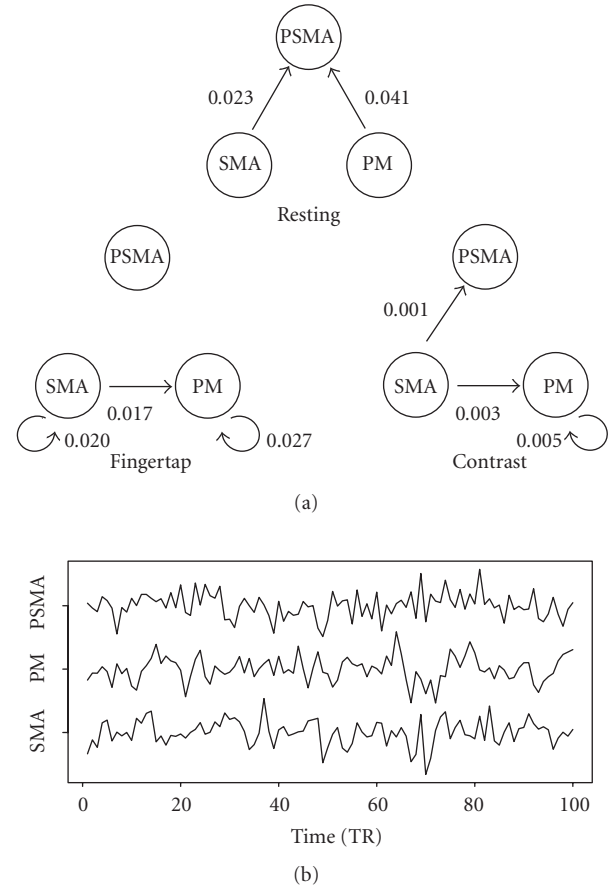 PSMA
0.023
0.041
SMA
PM
Resting
PSMA
PSMA
0.001
SMA
PM
SMA
PM
0.017
0.003
0.020
0.027
0.005
Fingertap
Contrast
(a)
PSMA
PM
SMA
0
20
40
60
80
100
Time (TR)
(b)